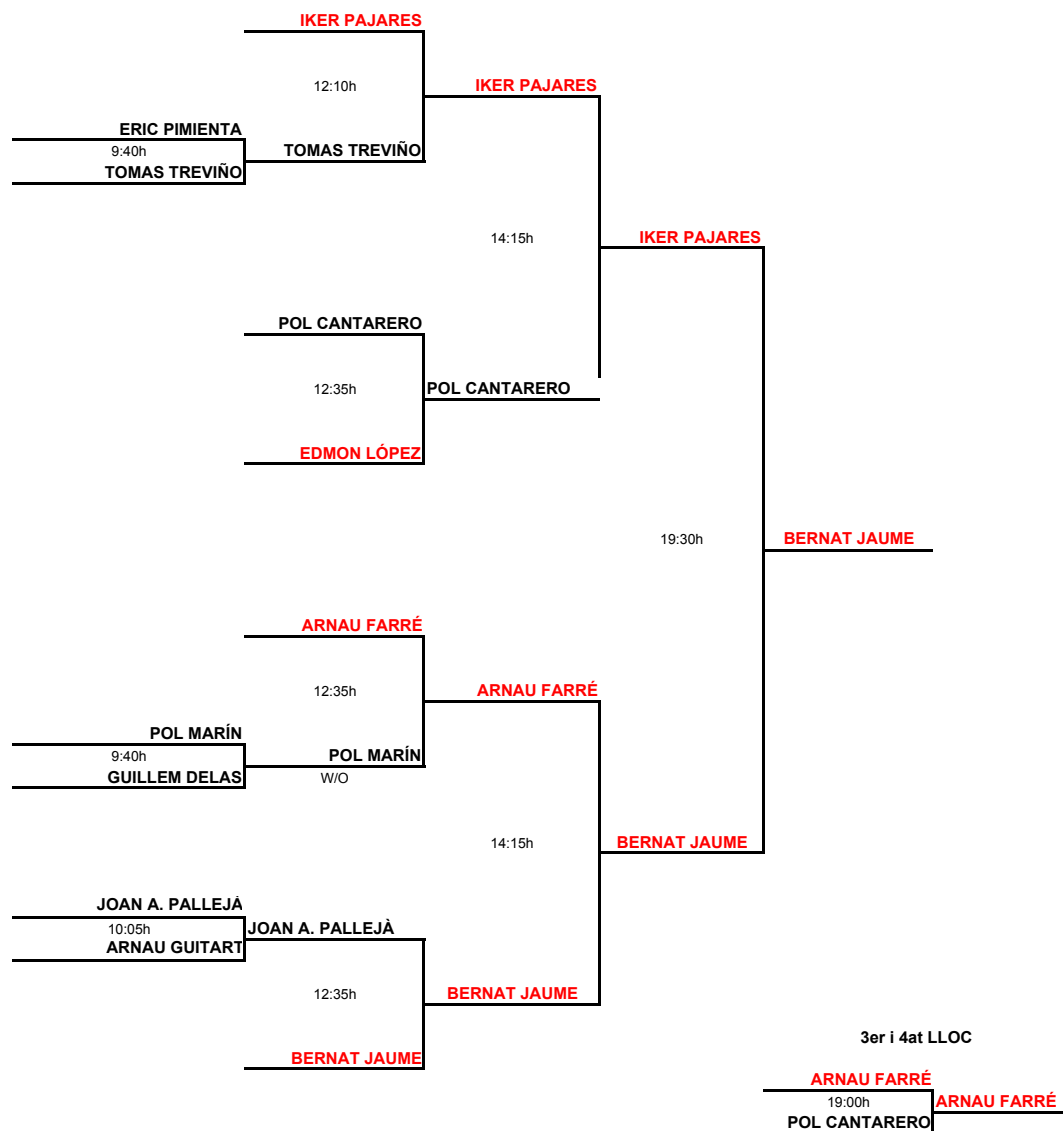 IKER PAJARES
12:10h
IKER PAJARES
ERIC PIMIENTA
9:40h
TOMAS TREVIÑO
TOMAS TREVIÑO
14:15h
IKER PAJARES
POL CANTARERO
12:35h
POL CANTARERO
EDMON LÓPEZ
19:30h
BERNAT JAUME
ARNAU FARRÉ
12:35h
ARNAU FARRÉ
POL MARÍN
9:40h
POL MARÍN
GUILLEM DELAS
W/O
14:15h
BERNAT JAUME
JOAN A. PALLEJÀ
10:05h
JOAN A. PALLEJÀ
ARNAU GUITART
12:35h
BERNAT JAUME
BERNAT JAUME
3er i 4at LLOC
ARNAU FARRÉ
19:00h
ARNAU FARRÉ
POL CANTARERO